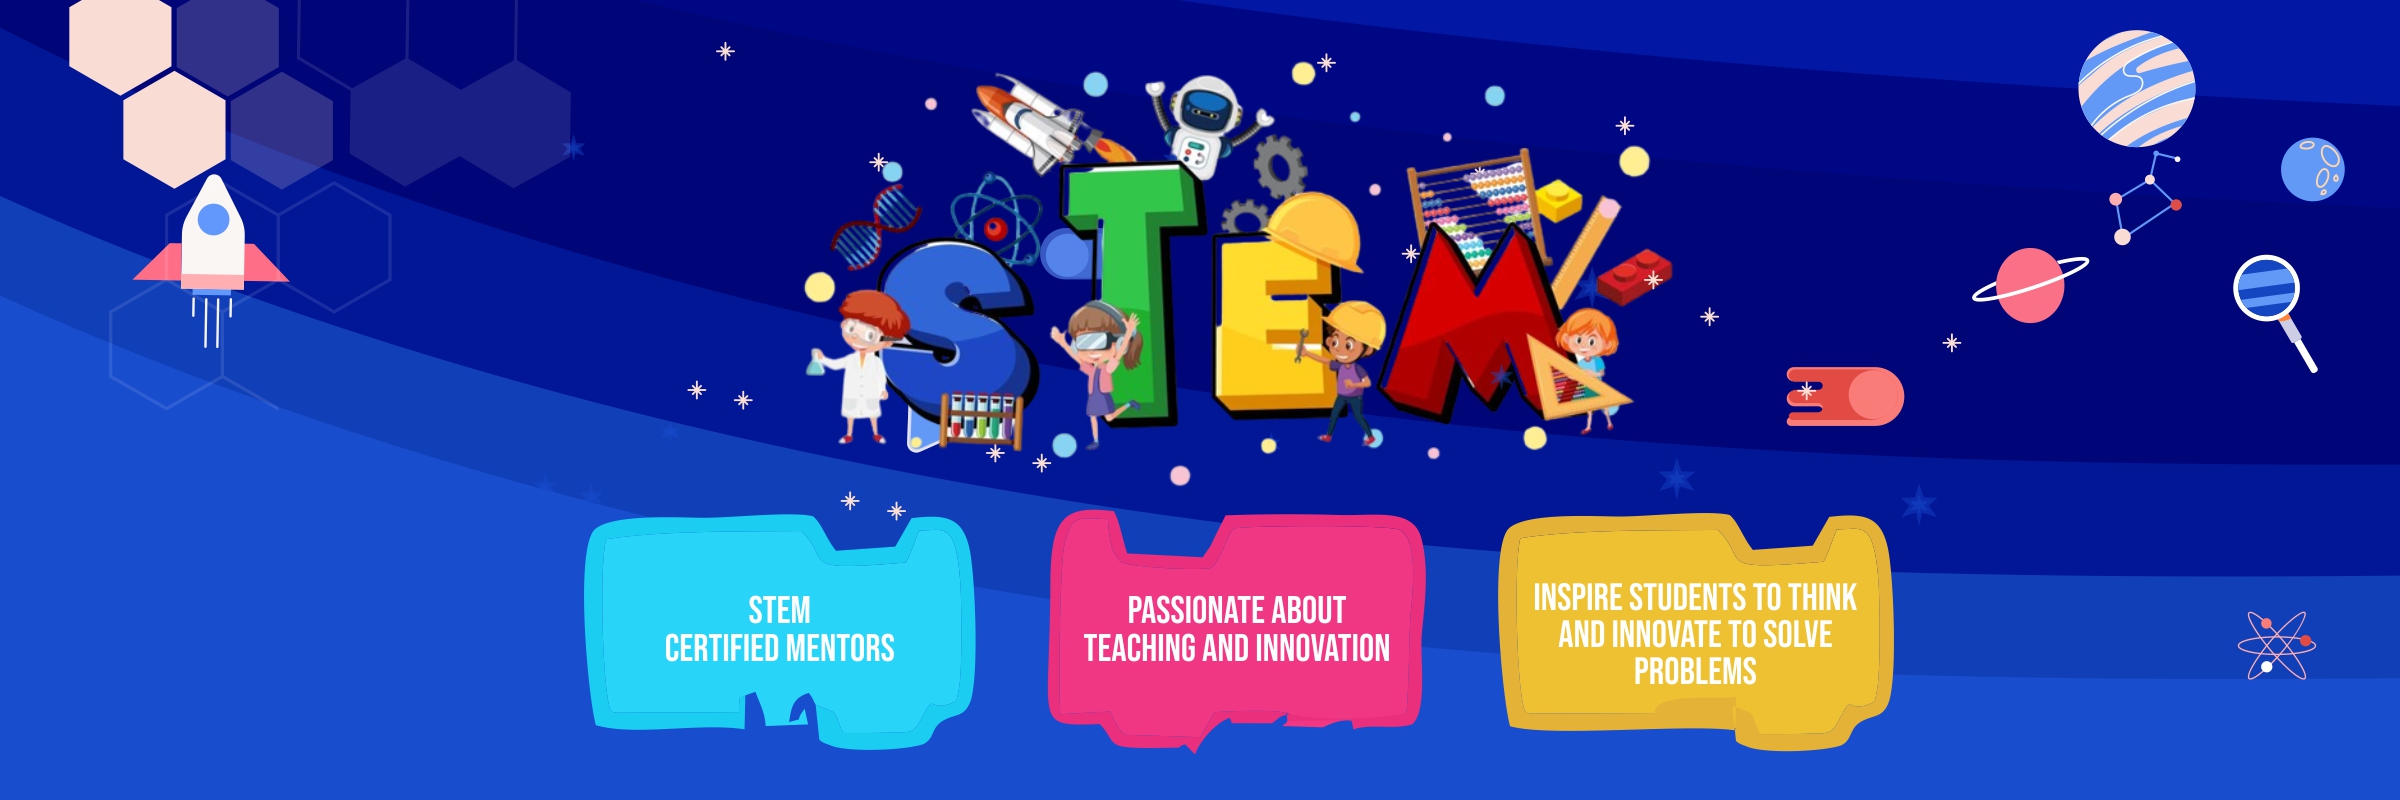 STEM
STEM
CERTIFIED MENTORS
PASSIONATE ABOUT
TEACHING AND INNOVATION
INSPIRE STUDENTS TO THINK
AND INNOVATE TO SOLVE
PROBLEMS